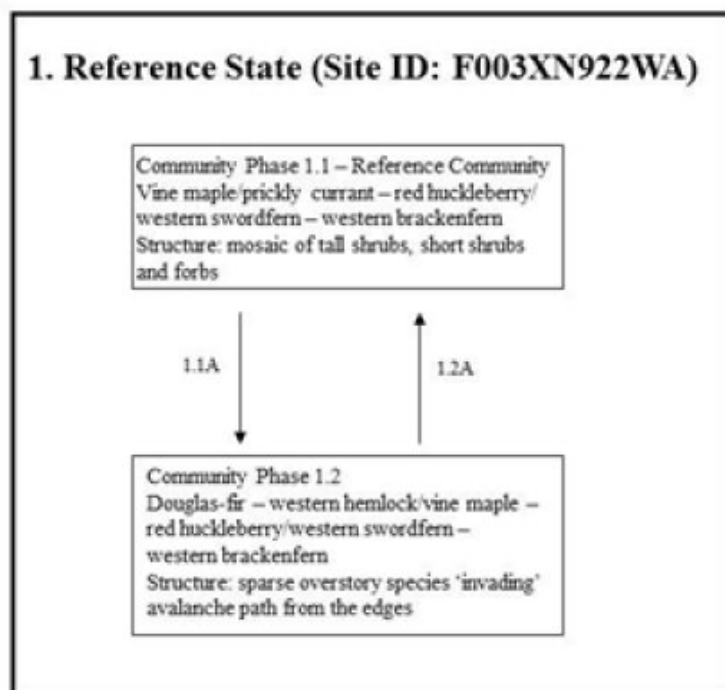 1. Reference State (Site ID: F003XN922WA)
Community Phase 1.1 – Reference Community
Vine maple/prickly currant – red huckleberry/
western swordfern – western brackenfern
Structure: mosaic of tall shrubs, short shrubs
and forbs
1.1A
1.2A
Community Phase 1.2
Douglas-fir – western hemlock/vine maple –
red huckleberry/western swordfern –
western brackenfern
Structure: sparse overstory species ‘invading’
avalanche path from the edges